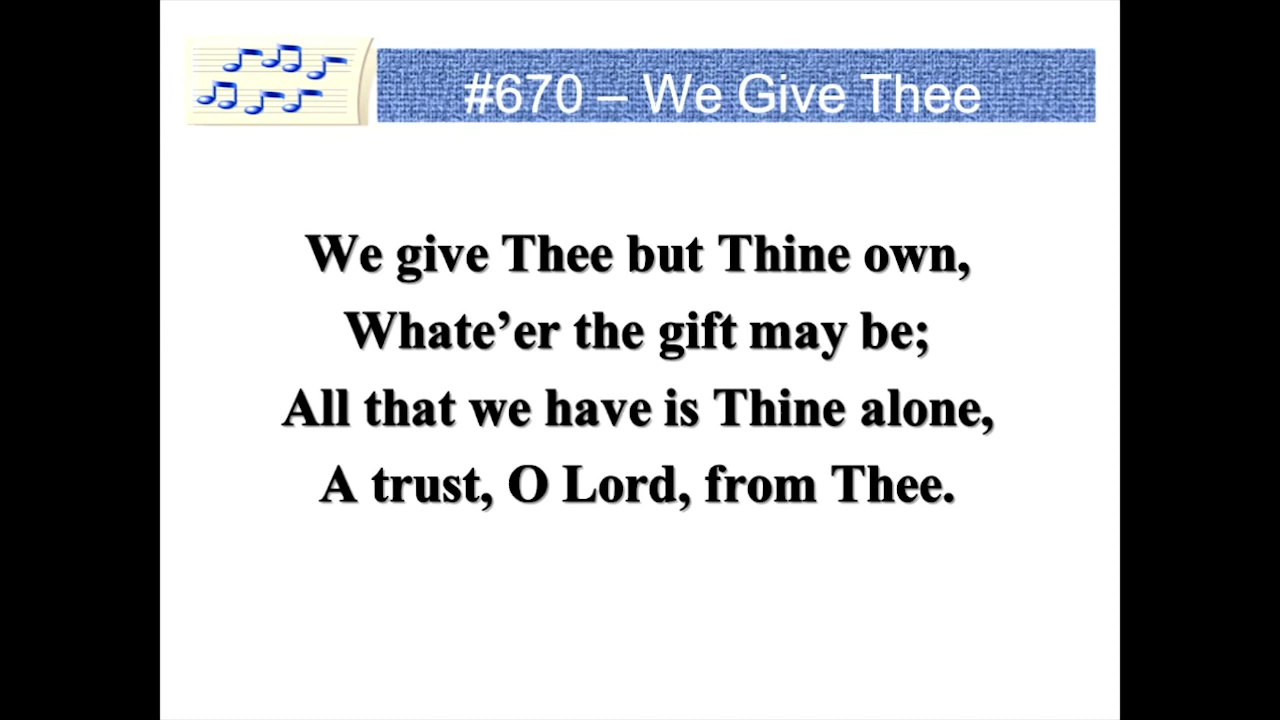 #670 – We Give Thee
We give Thee but Thine own,
Whate’er the gift may be;
All that we have is Thine alone,
A trust, O Lord, from Thee.